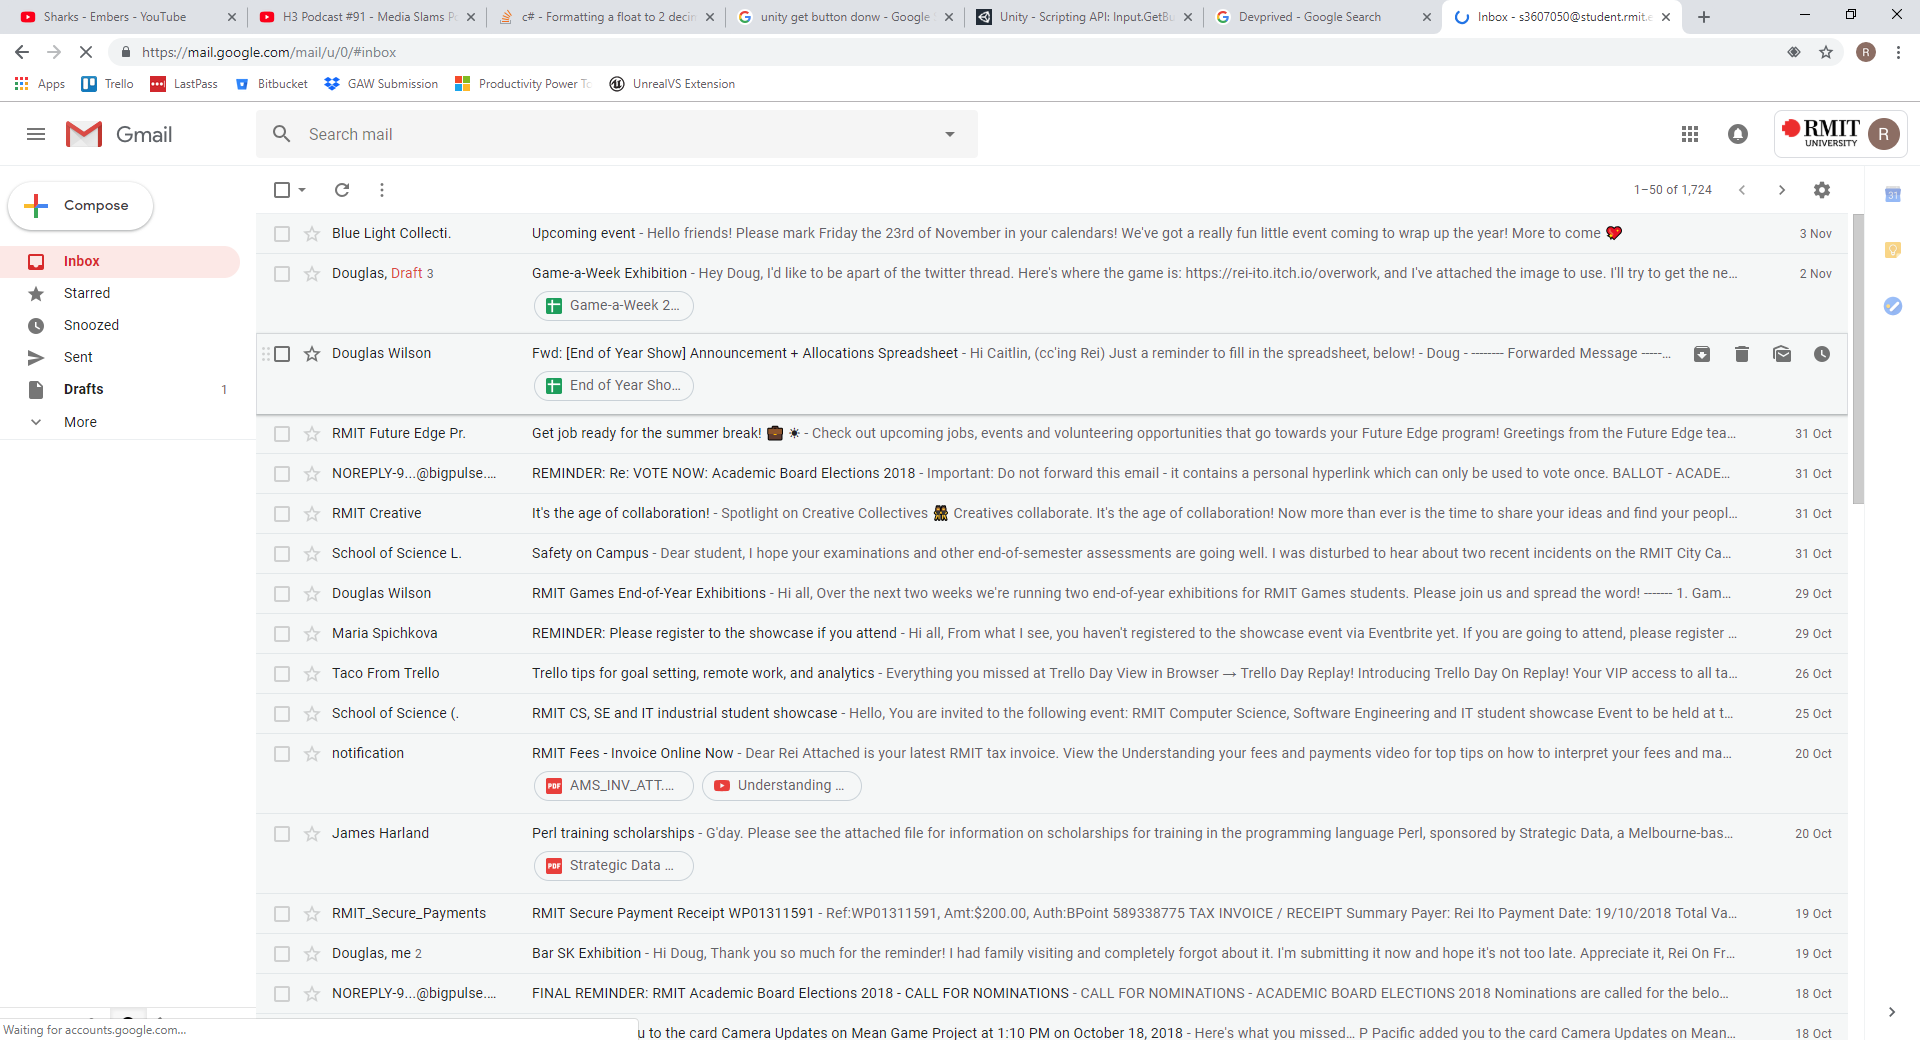 Sharks - Embers - YouTube
H3 Podcast #91 - Media Slams P
c# - Formatting a float to 2 decin
unity get button donw - Google
Unity - Scripting API: Input.GetBu
Devprived - Google Search
Inbox - s3607050@student.rmit.e
https://mail.google.com/mail/u/0/#inbox
R
Apps Trello LastPass Bitbucket GAW Submission Productivity Power To UnrealVS Extension
Gmail
Search mail
RMIT UNIVERSITY R
Compose
1–50 of 1,724
31
Inbox
Starred
Snoozed
Sent
Drafts 1
More
Blue Light Collecti. Upcoming event - Hello friends! Please mark Friday the 23rd of November in your calendars! We've got a really fun little event coming to wrap up the year! More to come 💖 3 Nov
Douglas, Draft 3 Game-a-Week Exhibition - Hey Doug, I'd like to be apart of the twitter thread. Here's where the game is: https://rei-ito.itch.io/overwork, and I've attached the image to use. I'll try to get the ne... 2 Nov
Game-a-Week 2...
Douglas Wilson Fwd: [End of Year Show] Announcement + Allocations Spreadsheet - Hi Caitlin, (cc'ing Rei) Just a reminder to fill in the spreadsheet, below! - Doug - -------- Forwarded Message -----...
End of Year Sho...
RMIT Future Edge Pr. Get job ready for the summer break! 💼 ☀ - Check out upcoming jobs, events and volunteering opportunities that go towards your Future Edge program! Greetings from the Future Edge tea... 31 Oct
NOREPLY-9...@bigpulse.... REMINDER: Re: VOTE NOW: Academic Board Elections 2018 - Important: Do not forward this email - it contains a personal hyperlink which can only be used to vote once. BALLOT - ACADE... 31 Oct
RMIT Creative It's the age of collaboration! - Spotlight on Creative Collectives 👯 Creatives collaborate. It's the age of collaboration! Now more than ever is the time to share your ideas and find your peopl... 31 Oct
School of Science L. Safety on Campus - Dear student, I hope your examinations and other end-of-semester assessments are going well. I was disturbed to hear about two recent incidents on the RMIT City Ca... 31 Oct
Douglas Wilson RMIT Games End-of-Year Exhibitions - Hi all, Over the next two weeks we're running two end-of-year exhibitions for RMIT Games students. Please join us and spread the word! ------- 1. Gam... 29 Oct
Maria Spichkova REMINDER: Please register to the showcase if you attend - Hi all, From what I see, you haven't registered to the showcase event via Eventbrite yet. If you are going to attend, please register ... 29 Oct
Taco From Trello Trello tips for goal setting, remote work, and analytics - Everything you missed at Trello Day View in Browser → Trello Day Replay! Introducing Trello Day On Replay! Your VIP access to all ta... 26 Oct
School of Science (. RMIT CS, SE and IT industrial student showcase - Hello, You are invited to the following event: RMIT Computer Science, Software Engineering and IT student showcase Event to be held at t... 25 Oct
notification RMIT Fees - Invoice Online Now - Dear Rei Attached is your latest RMIT tax invoice. View the Understanding your fees and payments video for top tips on how to interpret your fees and ma... 20 Oct
PDF AMS_INV_ATT.... Understanding ...
James Harland Perl training scholarships - G'day. Please see the attached file for information on scholarships for training in the programming language Perl, sponsored by Strategic Data, a Melbourne-bas... 20 Oct
PDF Strategic Data ...
RMIT_Secure_Payments RMIT Secure Payment Receipt WP01311591 - Ref:WP01311591, Amt:$200.00, Auth:BPoint 589338775 TAX INVOICE / RECEIPT Summary Payer: Rei Ito Payment Date: 19/10/2018 Total Va... 19 Oct
Douglas, me 2 Bar SK Exhibition - Hi Doug, Thank you so much for the reminder! I had family visiting and completely forgot about it. I'm submitting it now and hope it's not too late. Appreciate it, Rei On Fr... 19 Oct
NOREPLY-9...@bigpulse.... FINAL REMINDER: RMIT Academic Board Elections 2018 - CALL FOR NOMINATIONS - CALL FOR NOMINATIONS - ACADEMIC BOARD ELECTIONS 2018 Nominations are called for the belo... 18 Oct
u to the card Camera Updates on Mean Game Project at 1:10 PM on October 18, 2018 - Here's what you missed... P Pacific added you to the card Camera Updates on Mean... 18 Oct
Waiting for accounts.google.com...